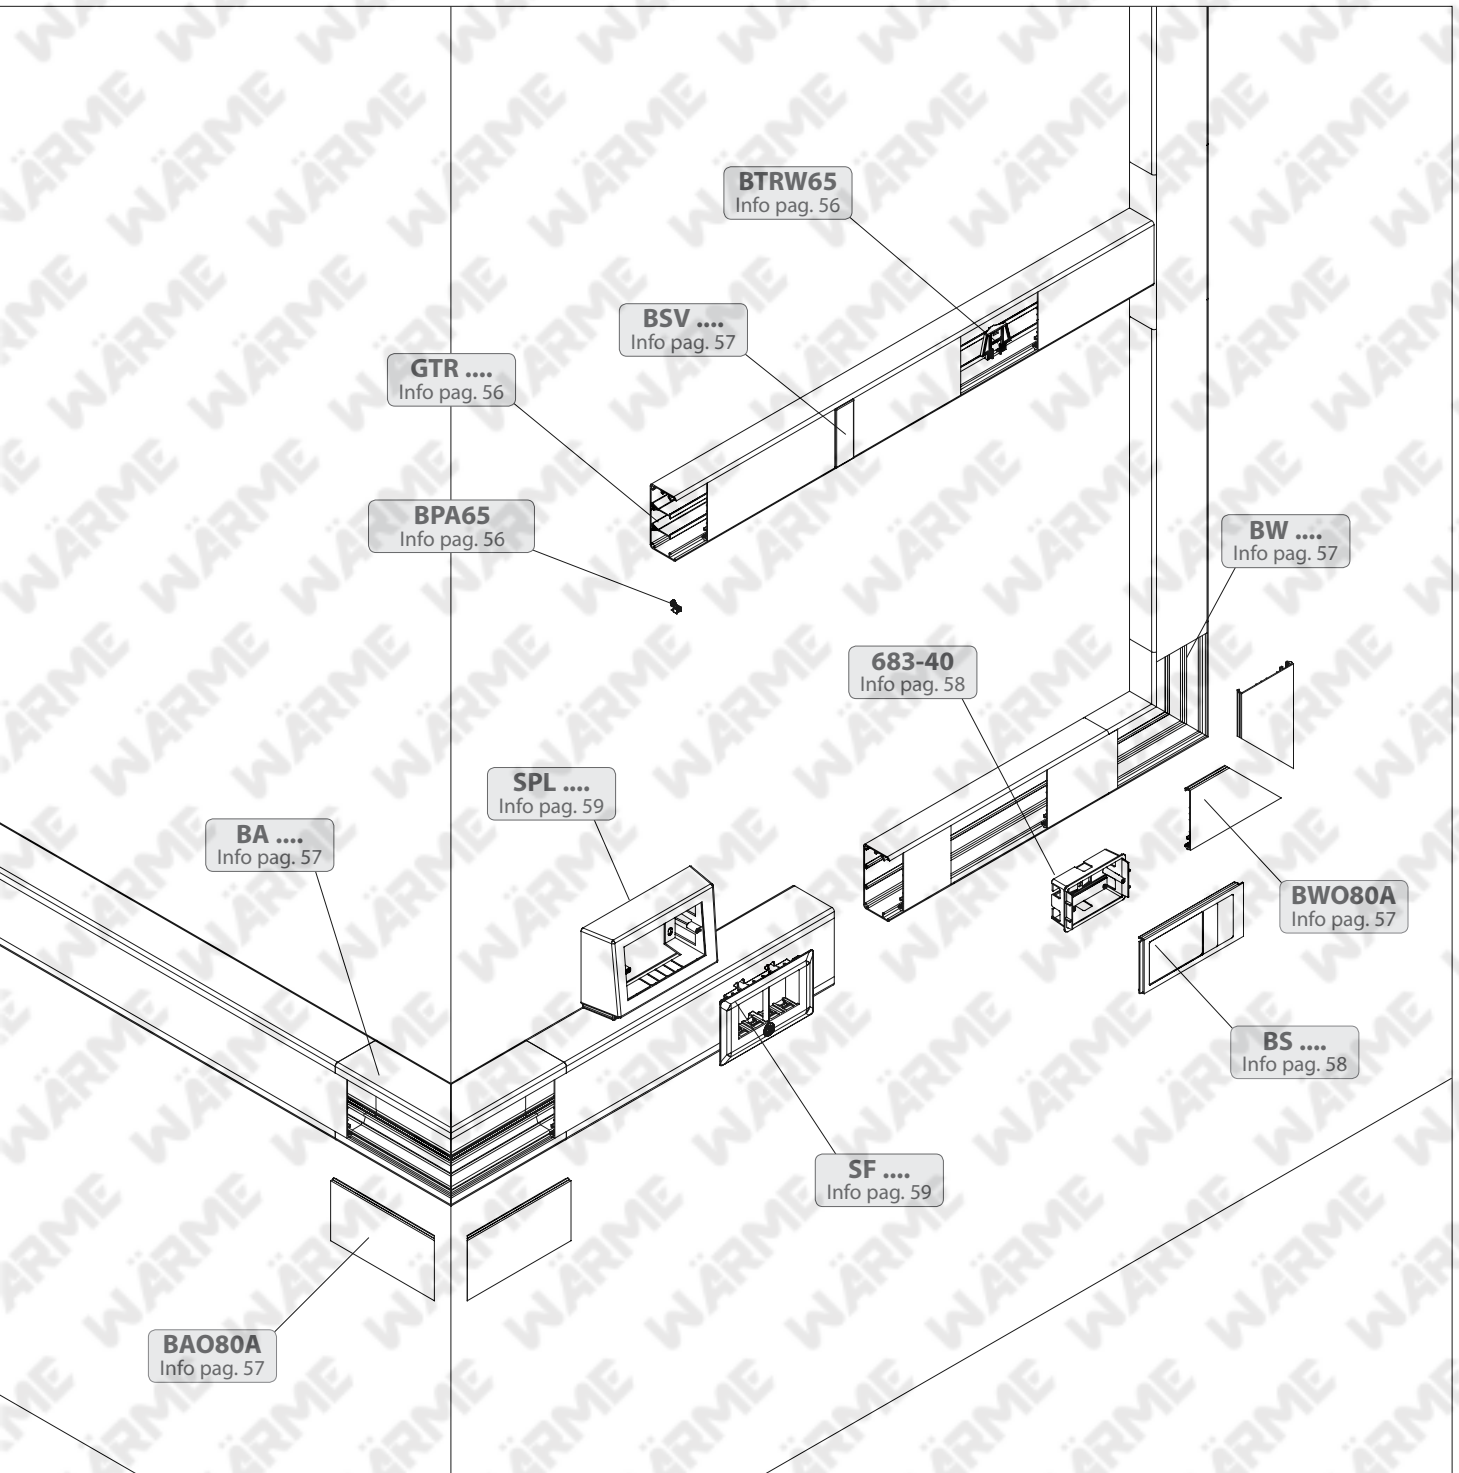 BTRW65
Info pag. 56
BSV ....
Info pag. 57
GTR ....
Info pag. 56
BPA65
Info pag. 56
BW ....
Info pag. 57
683-40
Info pag. 58
SPL ....
Info pag. 59
BA ....
Info pag. 57
BWO80A
Info pag. 57
BS ....
Info pag. 58
SF ....
Info pag. 59
BAO80A
Info pag. 57
WÄRME